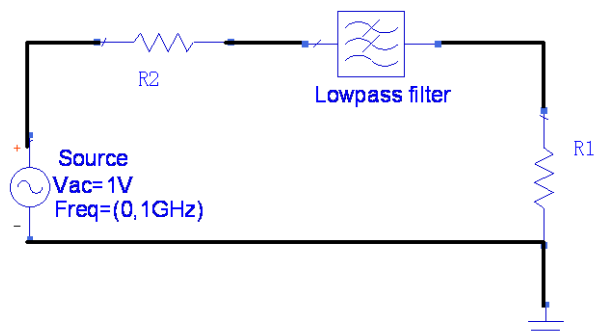 R2
Lowpass filter
R1
+
Source
Vac=1V
Freq=(0,1GHz)
-